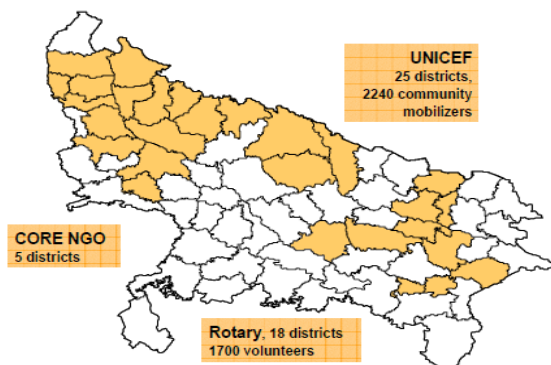 UNICEF
25 districts,
2240 community
mobilizers
CORE NGO
5 districts
Rotary, 18 districts
1700 volunteers